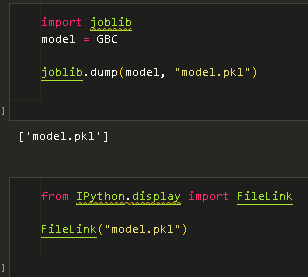 import joblib
model = GBC
joblib.dump(model, "model.pkl")
]
['model.pkl']
from IPython.display import FileLink
FileLink("model.pkl")
]